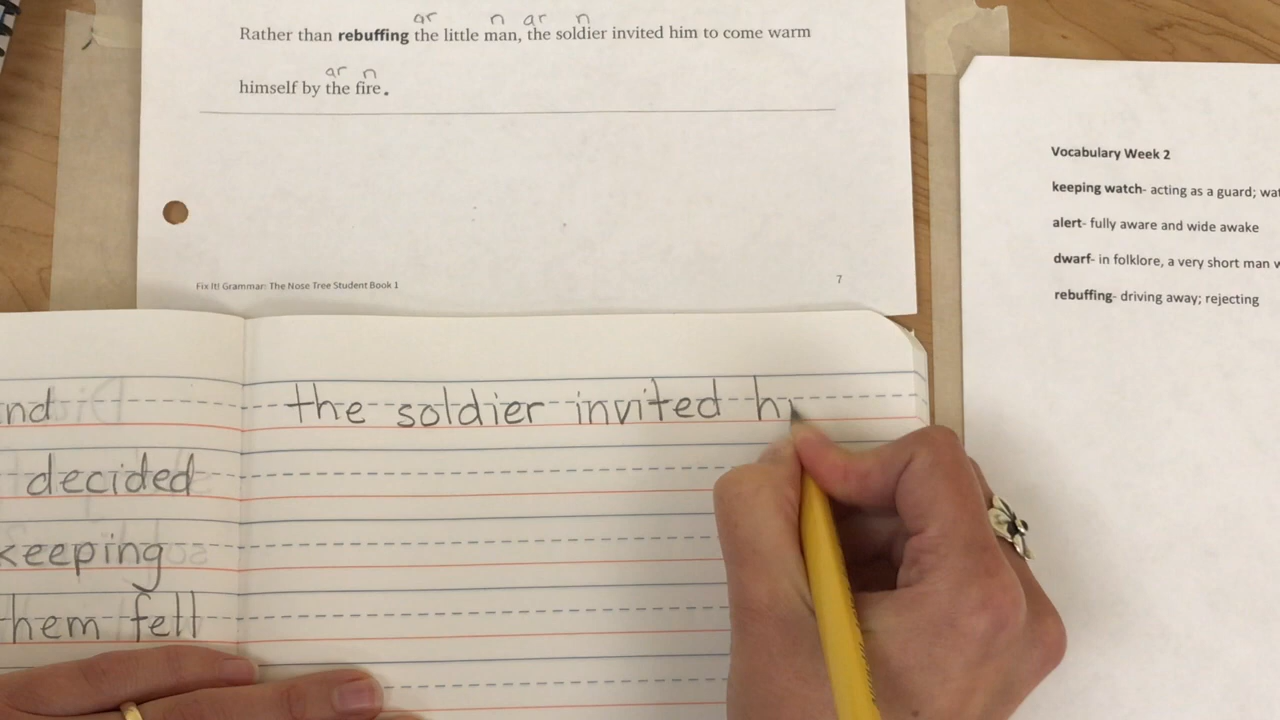 ar n ar n
Rather than rebuffing the little man, the soldier invited him to come warm
ar n
himself by the fire.
Fix It! Grammar: The Nose Tree Student Book 1
7
Vocabulary Week 2
keeping watch- acting as a guard;
alert- fully aware and wide awake
dwarf- in folklore, a very short man
rebuffing- driving away; rejecting
the soldier invited
decided
keeping
fell